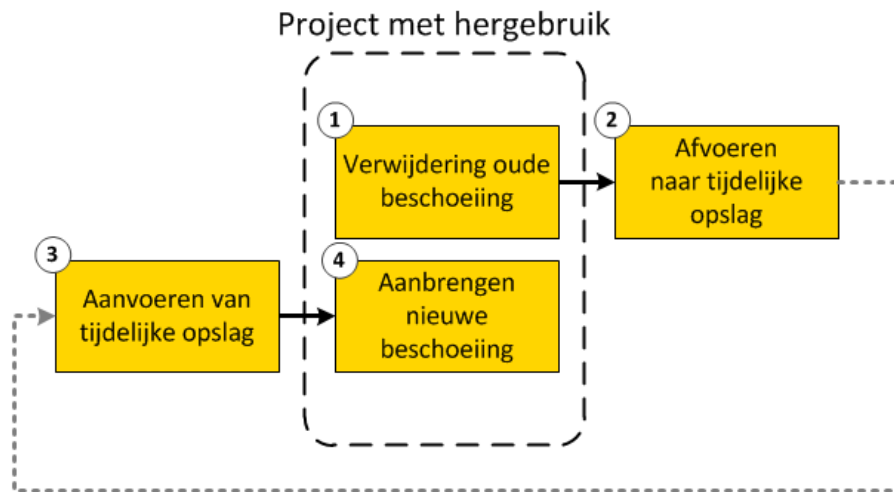 Project met hergebruik
1
Verwijdering oude
beschoeiing
2
Afvoeren
naar tijdelijke
opslag
3
Aanvoeren van
tijdelijke opslag
4
Aanbrengen
nieuwe
beschoeiing